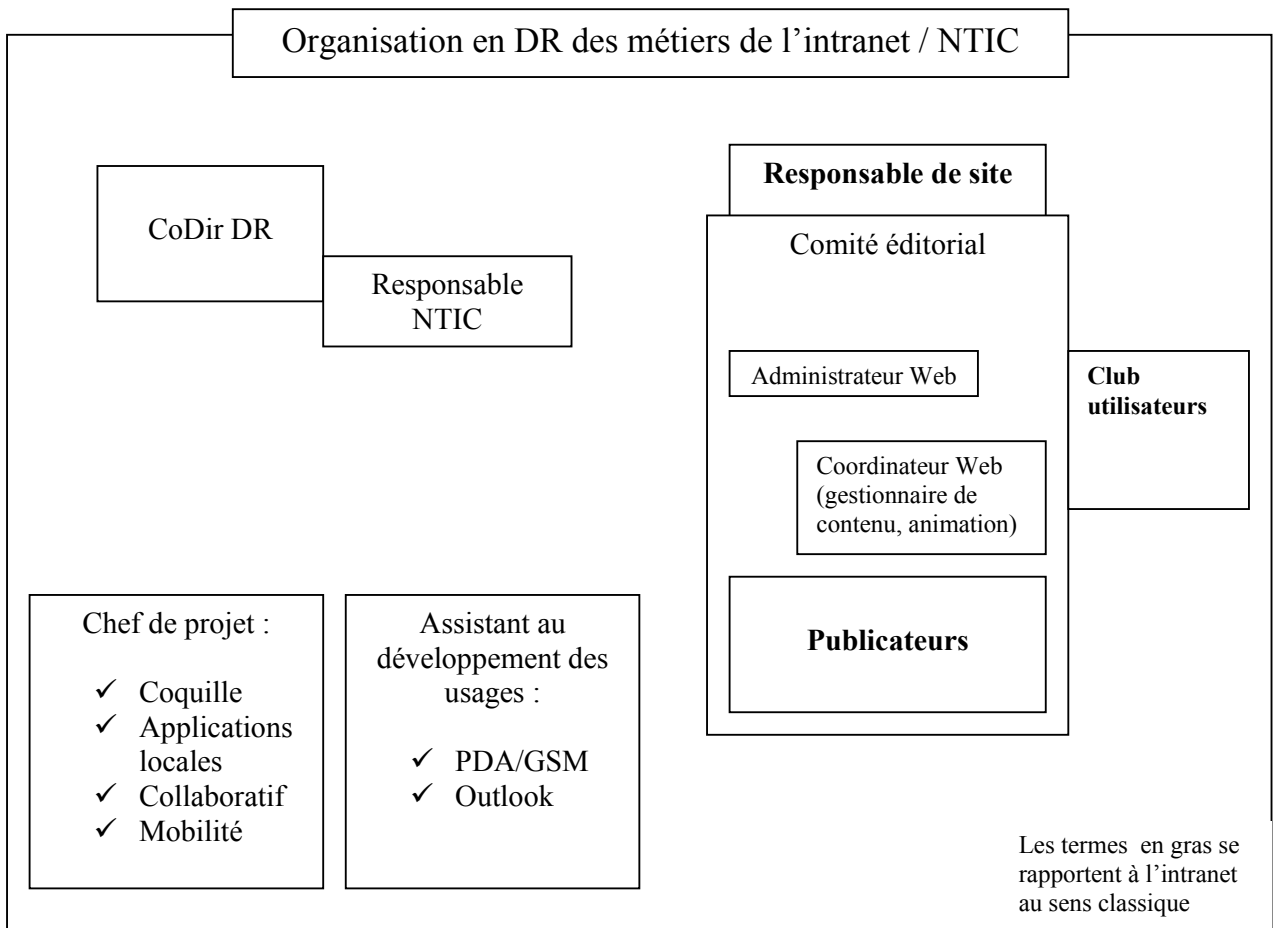 Organisation en DR des métiers de l’intranet / NTIC
CoDir DR
Responsable
NTIC
Responsable de site
Comité éditorial
Administrateur Web
Coordinateur Web
(gestionnaire de
contenu, animation)
Publicateurs
Club
utilisateurs
Chef de projet :
✓ Coquille
✓ Applications
locales
✓ Collaboratif
✓ Mobilité
Assistant au
développement des
usages :
✓ PDA/GSM
✓ Outlook
Les termes en gras se
rapportent à l’intranet
au sens classique